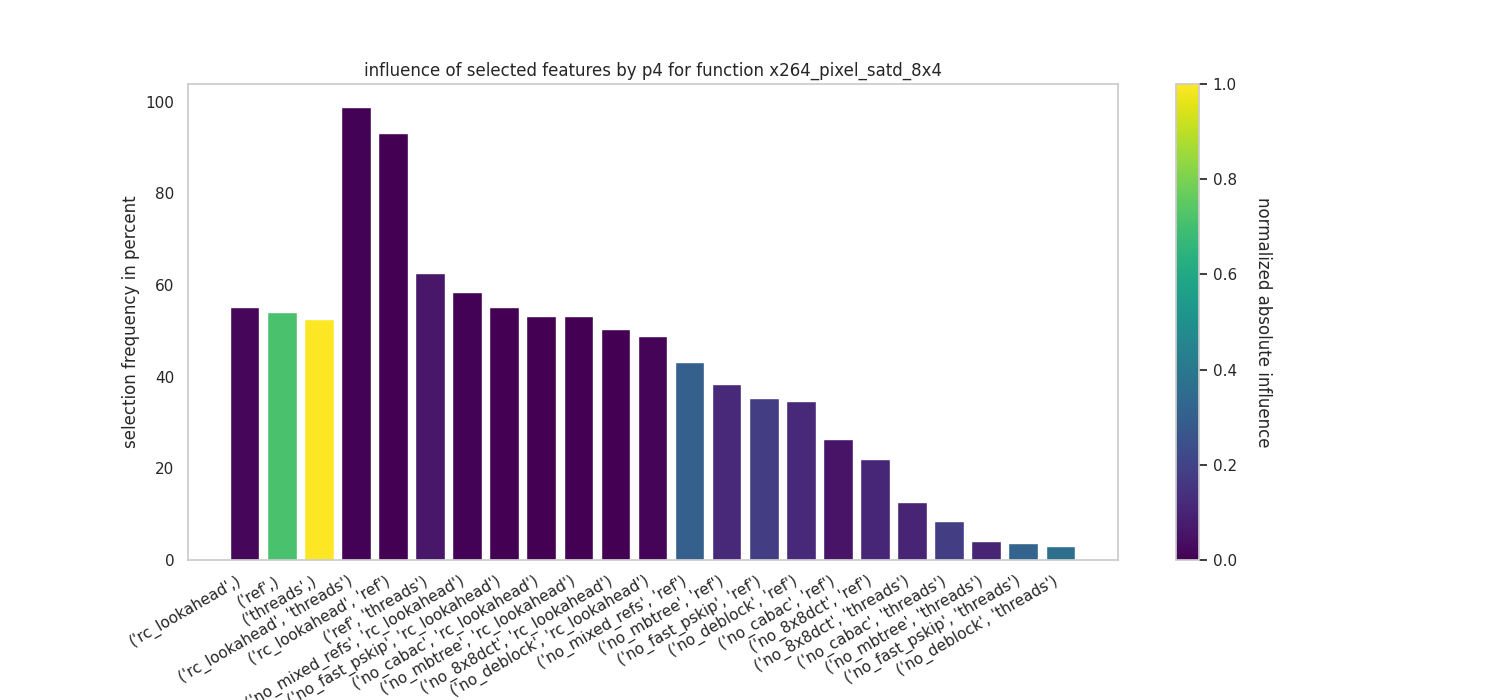 influence of selected features by p4 for function x264_pixel_satd_8x4
selection frequency in percent
100
80
60
40
20
0
('rc_lookahead',)
('ref',)
('threads',)
('rc_lookahead', 'threads')
('rc_lookahead', 'ref')
('ref', 'threads')
'no_mixed_refs', 'rc_lookahead')
('no_fast_pskip', 'rc_lookahead')
('no_cabac', 'rc_lookahead')
('no_mbtree', 'rc_lookahead')
('no_8x8dct', 'rc_lookahead')
('no_deblock', 'rc_lookahead')
('no_mixed_refs', 'ref')
('no_mbtree', 'ref')
('no_fast_pskip', 'ref')
('no_deblock', 'ref')
('no_cabac', 'ref')
('no_8x8dct', 'ref')
('no_8x8dct', 'threads')
('no_cabac', 'threads')
('no_mbtree', 'threads')
('no_fast_pskip', 'threads')
('no_deblock', 'threads')
1.0
0.8
0.6
0.4
0.2
0.0
normalized absolute influence